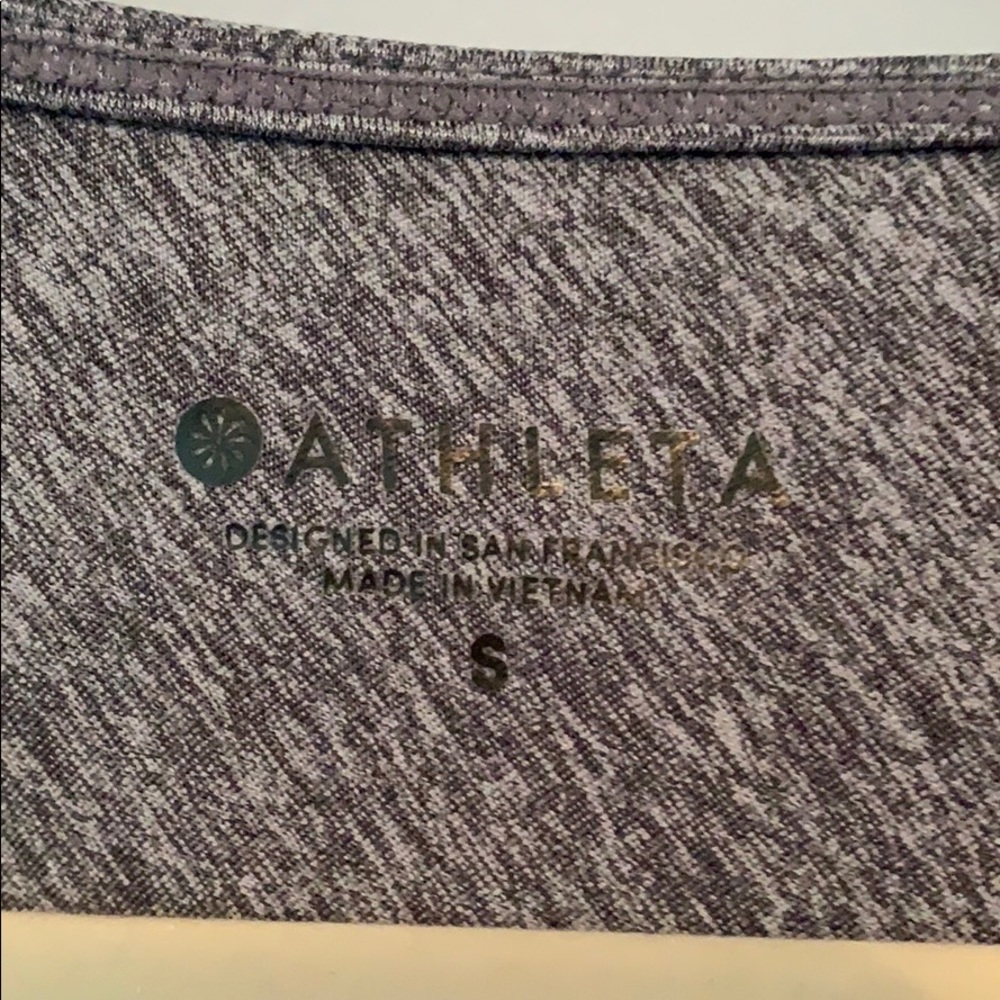 ATHLETA
DESIGNED IN SAN FRANCISCO
MADE IN VIETNAM
S